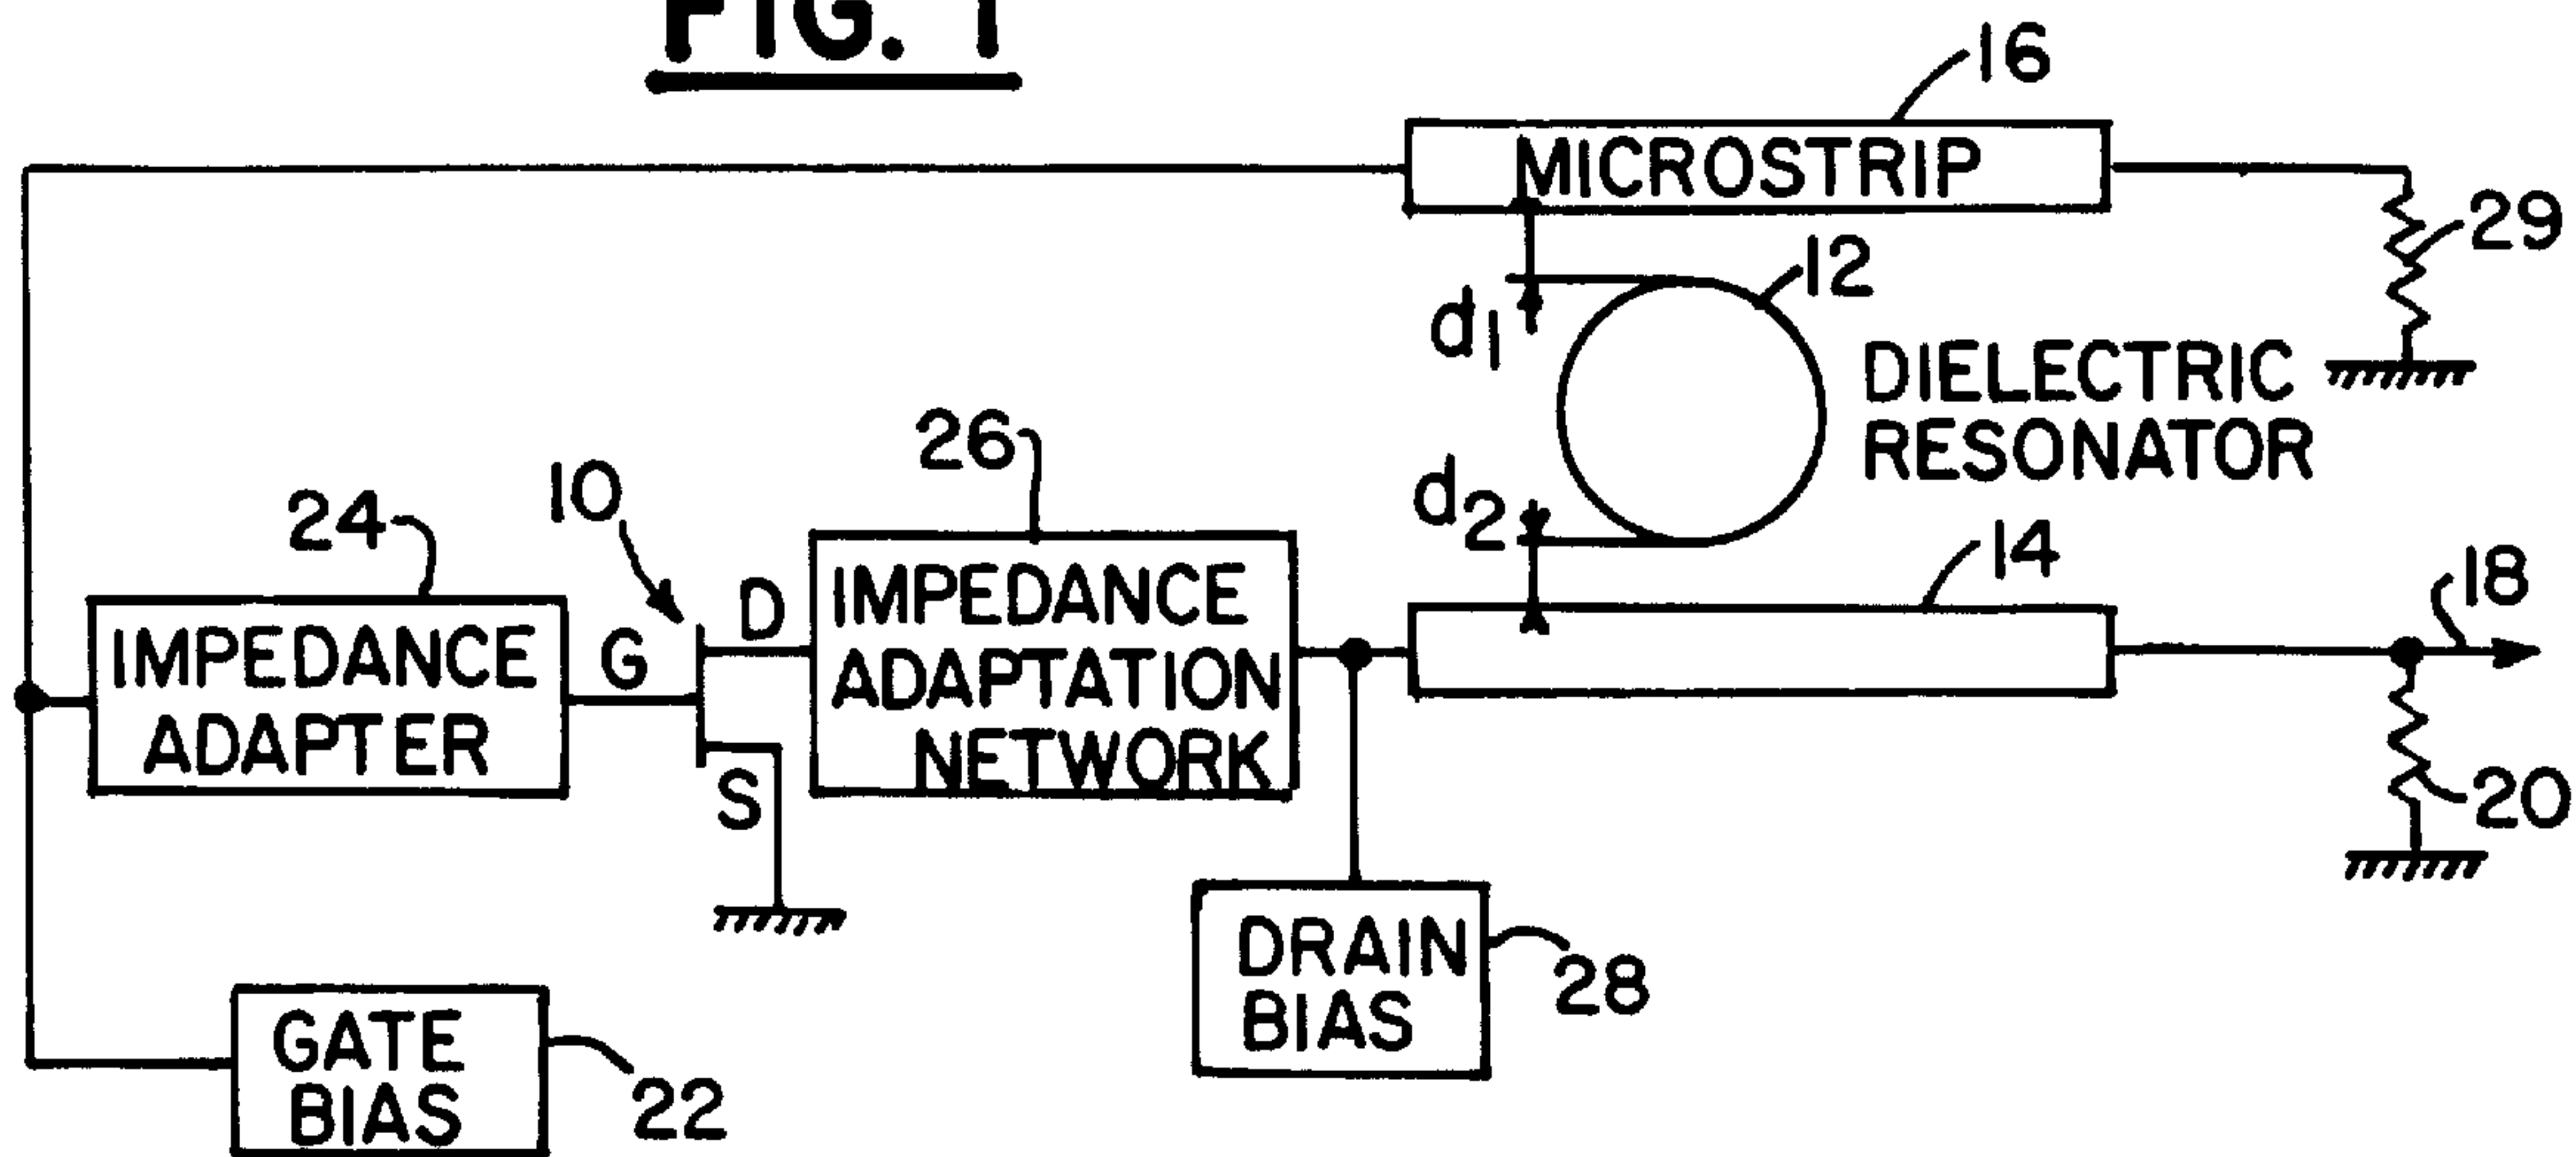 FIG. 1
16
MICROSTRIP
29
12
d1
DIELECTRIC
RESONATOR
26
10
24
d2
14
18
IMPEDANCE
ADAPTER
G
D
S
IMPEDANCE
ADAPTATION
NETWORK
20
DRAIN
BIAS
28
GATE
BIAS
22